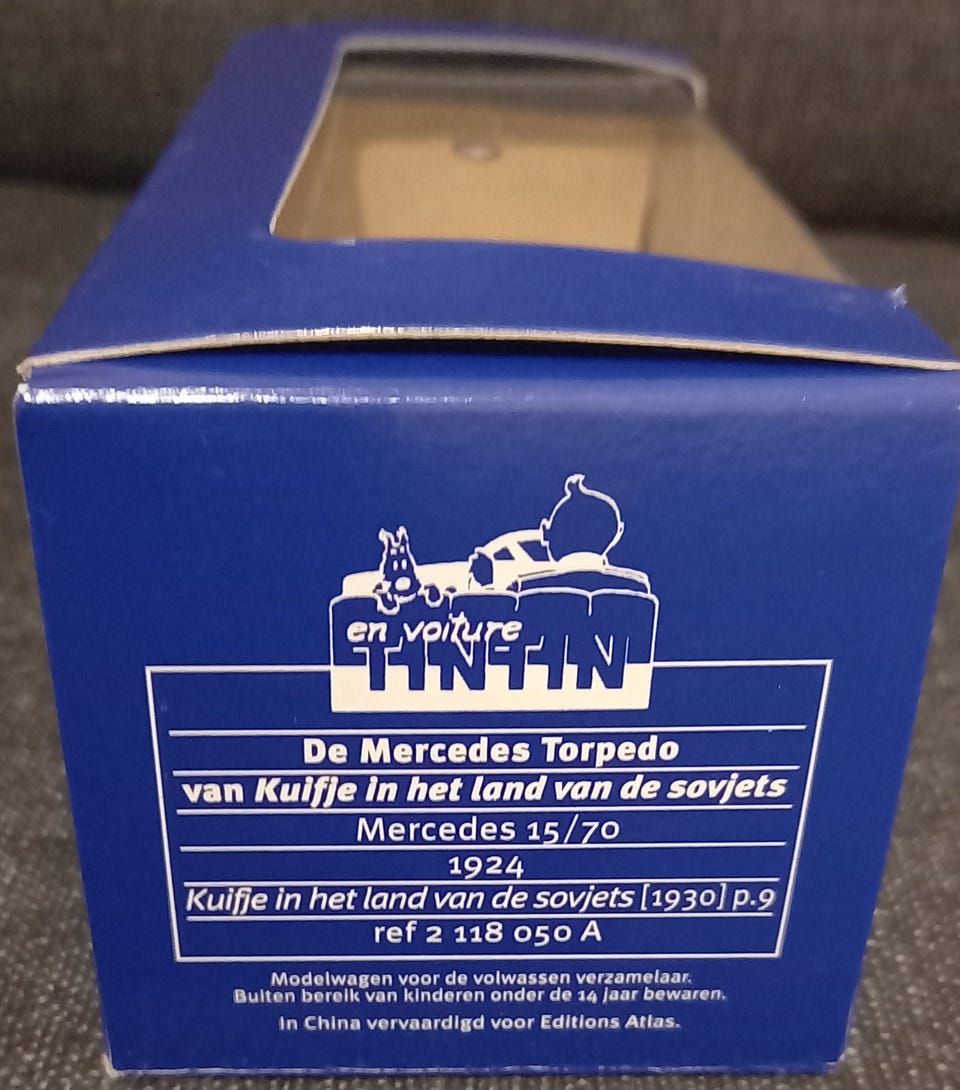 en voiture
TINTIN
De Mercedes Torpedo
van Kuifje in het land van de sovjets
Mercedes 15/70
1924
Kuifje in het land van de sovjets [1930] p.9
ref 2 118 050 A
Modelwagen voor de volwassen verzamelaar.
Buiten bereik van kinderen onder de 14 jaar bewaren.
In China vervaardigd voor Editions Atlas.